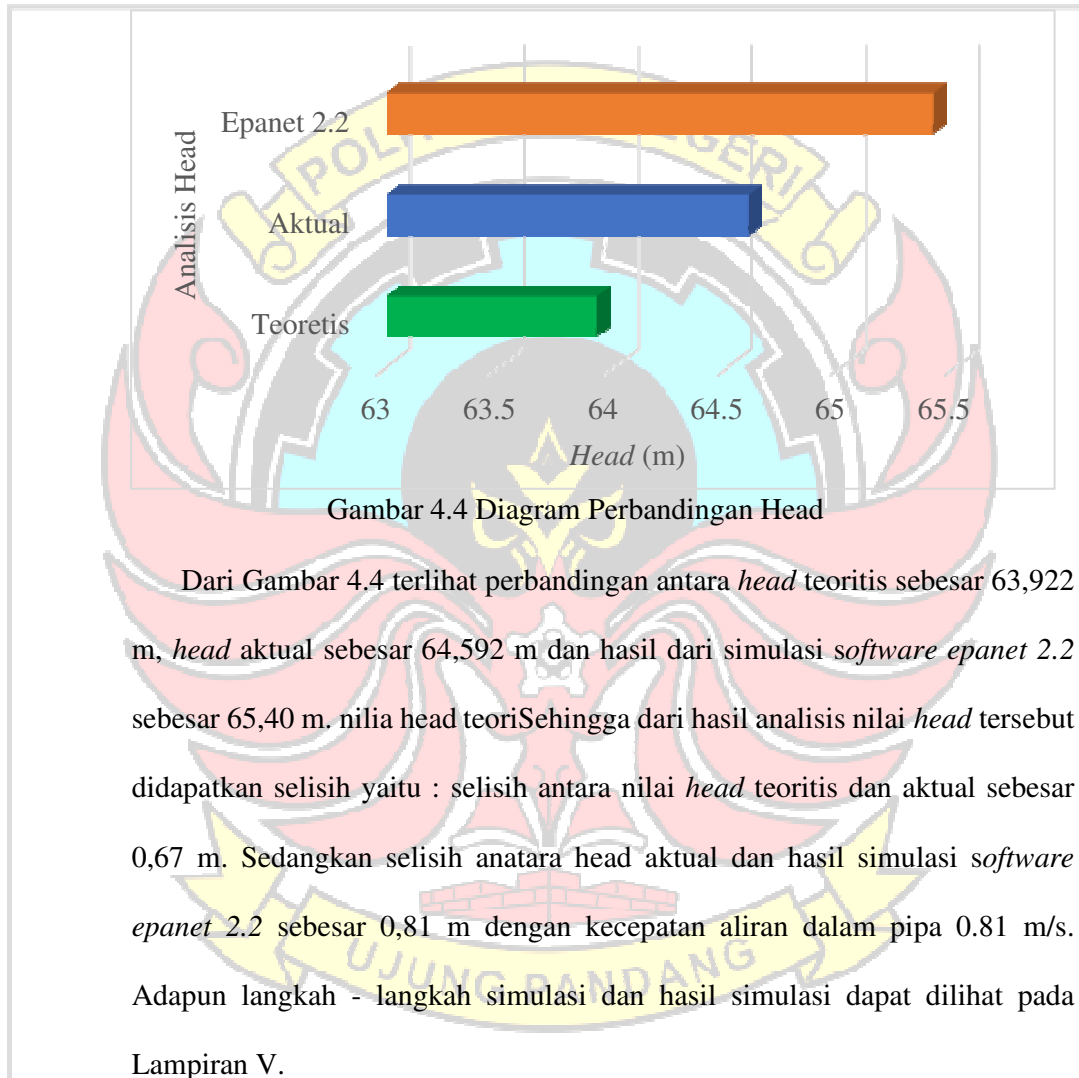 Epanet 2.2
Aktual
Teoretis
Analisis Head
63 63.5 64 64.5 65 65.5
Head (m)
Gambar 4.4 Diagram Perbandingan Head
Dari Gambar 4.4 terlihat perbandingan antara head teoritis sebesar 63,922
m, head aktual sebesar 64,592 m dan hasil dari simulasi software epanet 2.2
sebesar 65,40 m. nilia head teoriSehingga dari hasil analisis nilai head tersebut
didapatkan selisih yaitu : selisih antara nilai head teoritis dan aktual sebesar
0,67 m. Sedangkan selisih anatara head aktual dan hasil simulasi software
epanet 2.2 sebesar 0,81 m dengan kecepatan aliran dalam pipa 0.81 m/s.
Adapun langkah - langkah simulasi dan hasil simulasi dapat dilihat pada
Lampiran V.
UJUNG PANDANG